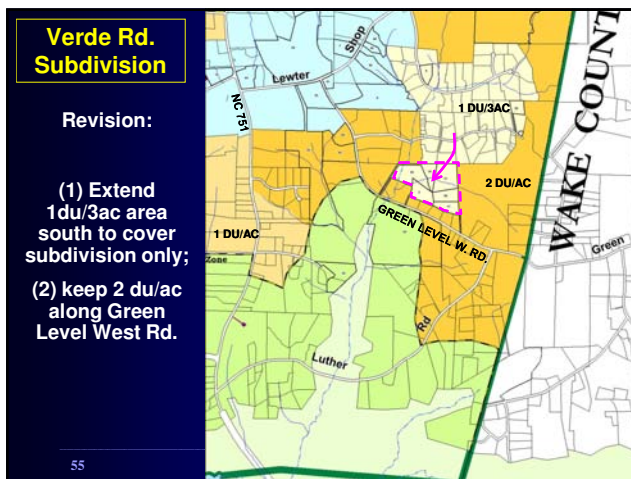 Verde Rd.
Subdivision
Revision:
(1) Extend
1du/3ac area
south to cover
subdivision only;
(2) keep 2 du/ac
along Green
Level West Rd.
55
Shop
Lewter
NC 751
1 DU/3AC
2 DU/AC
WAKE COUNT
GREEN LEVEL W. RD.
1 DU/AC
Green
Zone
Rd
Luther